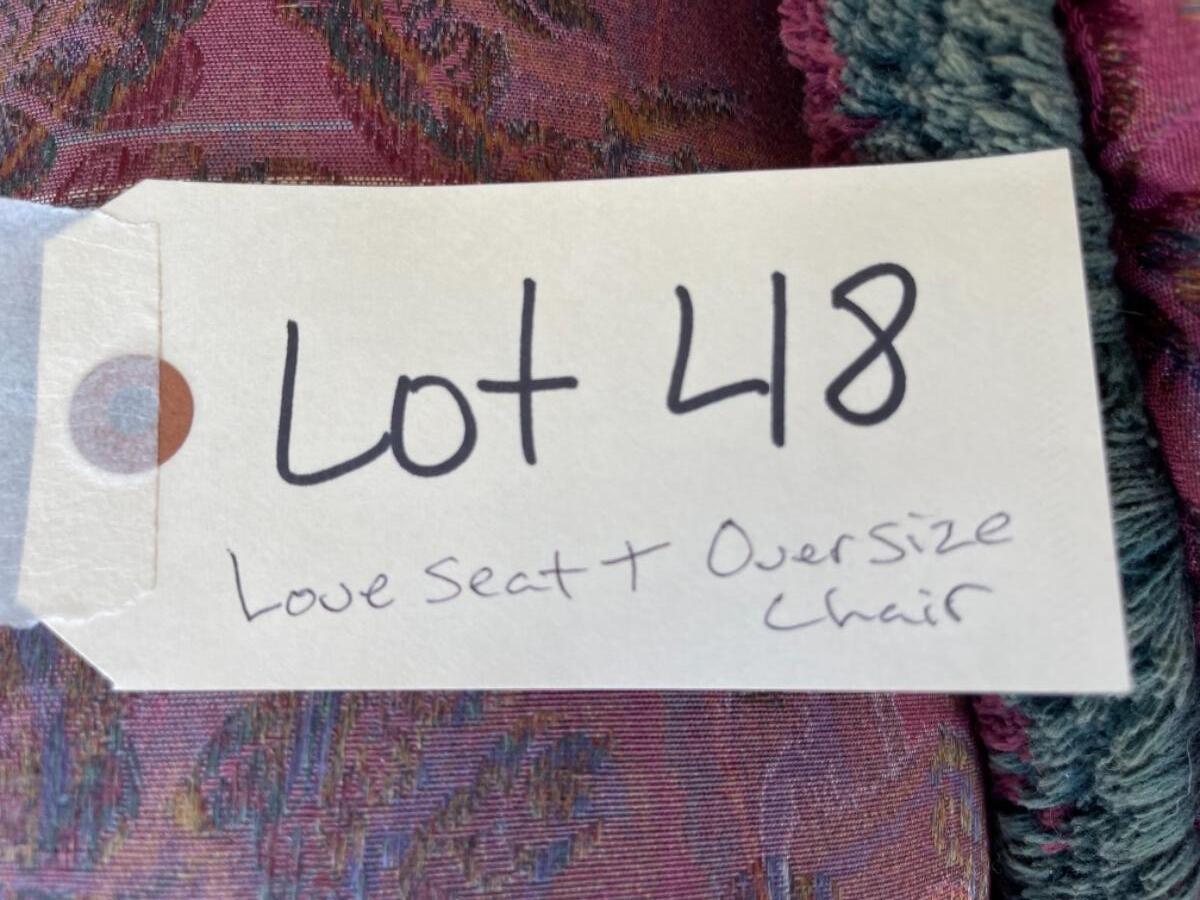 Lot 48
Love Seat + Oversize
Chair